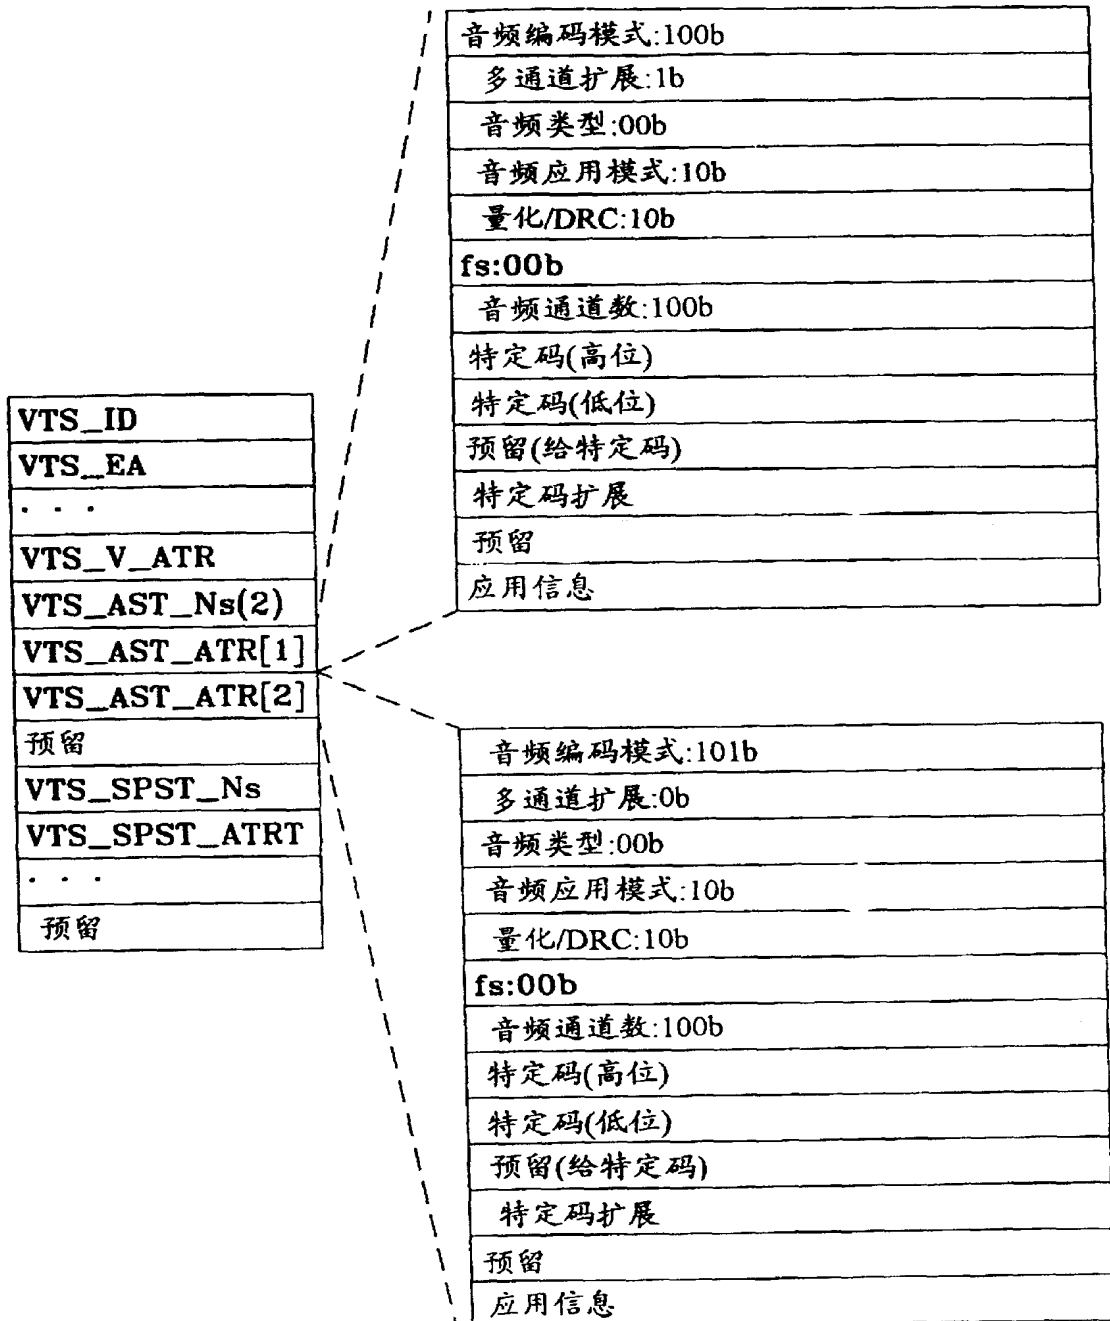 音频编码模式:100b
多通道扩展:1b
音频类型:00b
音频应用模式:10b
量化/DRC:10b
fs:00b
音频通道数:100b
特定码(高位)
特定码(低位)
预留(给特定码)
特定码扩展
预留
应用信息
VTS_ID
VTS_EA
. . .
VTS_V_ATR
VTS_AST_Ns(2)
VTS_AST_ATR[1]
VTS_AST_ATR[2]
预留
VTS_SPST_Ns
VTS_SPST_ATRT
. . .
预留
音频编码模式:101b
多通道扩展:0b
音频类型:00b
音频应用模式:10b
量化/DRC:10b
fs:00b
音频通道数:100b
特定码(高位)
特定码(低位)
预留(给特定码)
特定码扩展
预留
应用信息